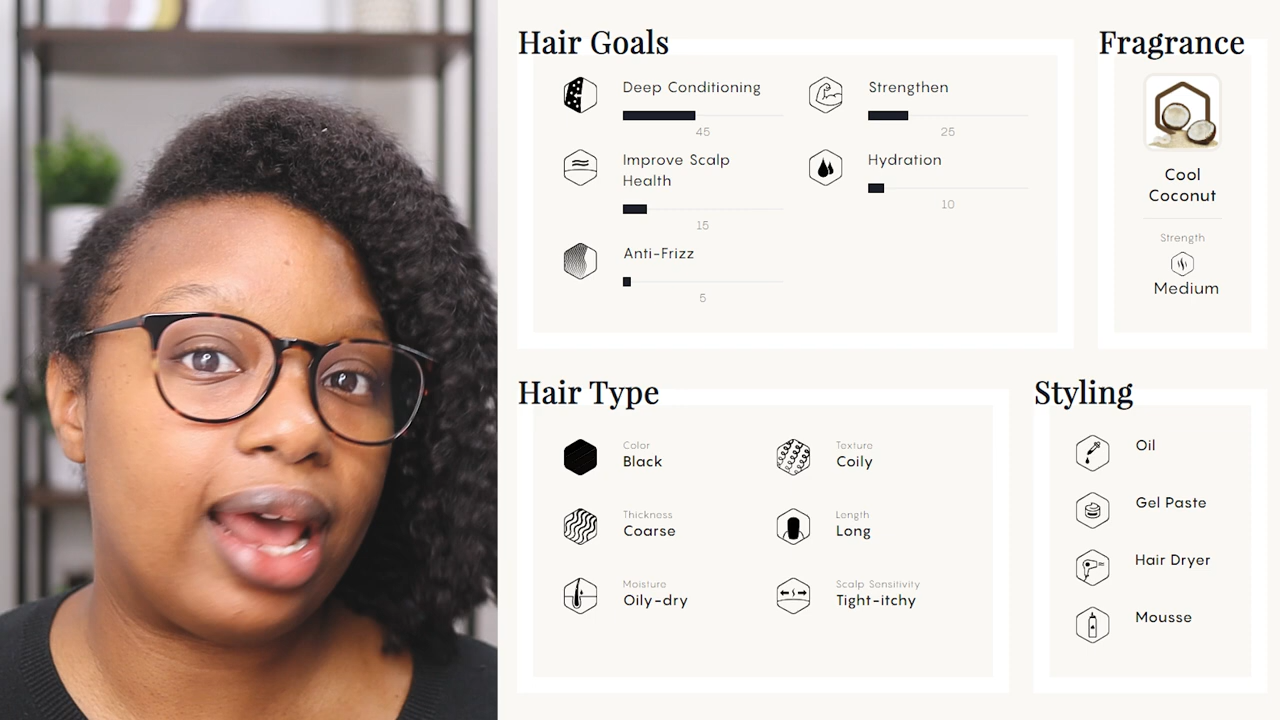 Hair Goals
Deep Conditioning
45
Strengthen
25
Improve Scalp
Health
15
Hydration
10
Anti-Frizz
5
Fragrance
Cool
Coconut
Strength
Medium
Hair Type
Color
Black
Texture
Coily
Thickness
Coarse
Length
Long
Moisture
Oily-dry
Scalp Sensitivity
Tight-itchy
Styling
Oil
Gel Paste
Hair Dryer
Mousse